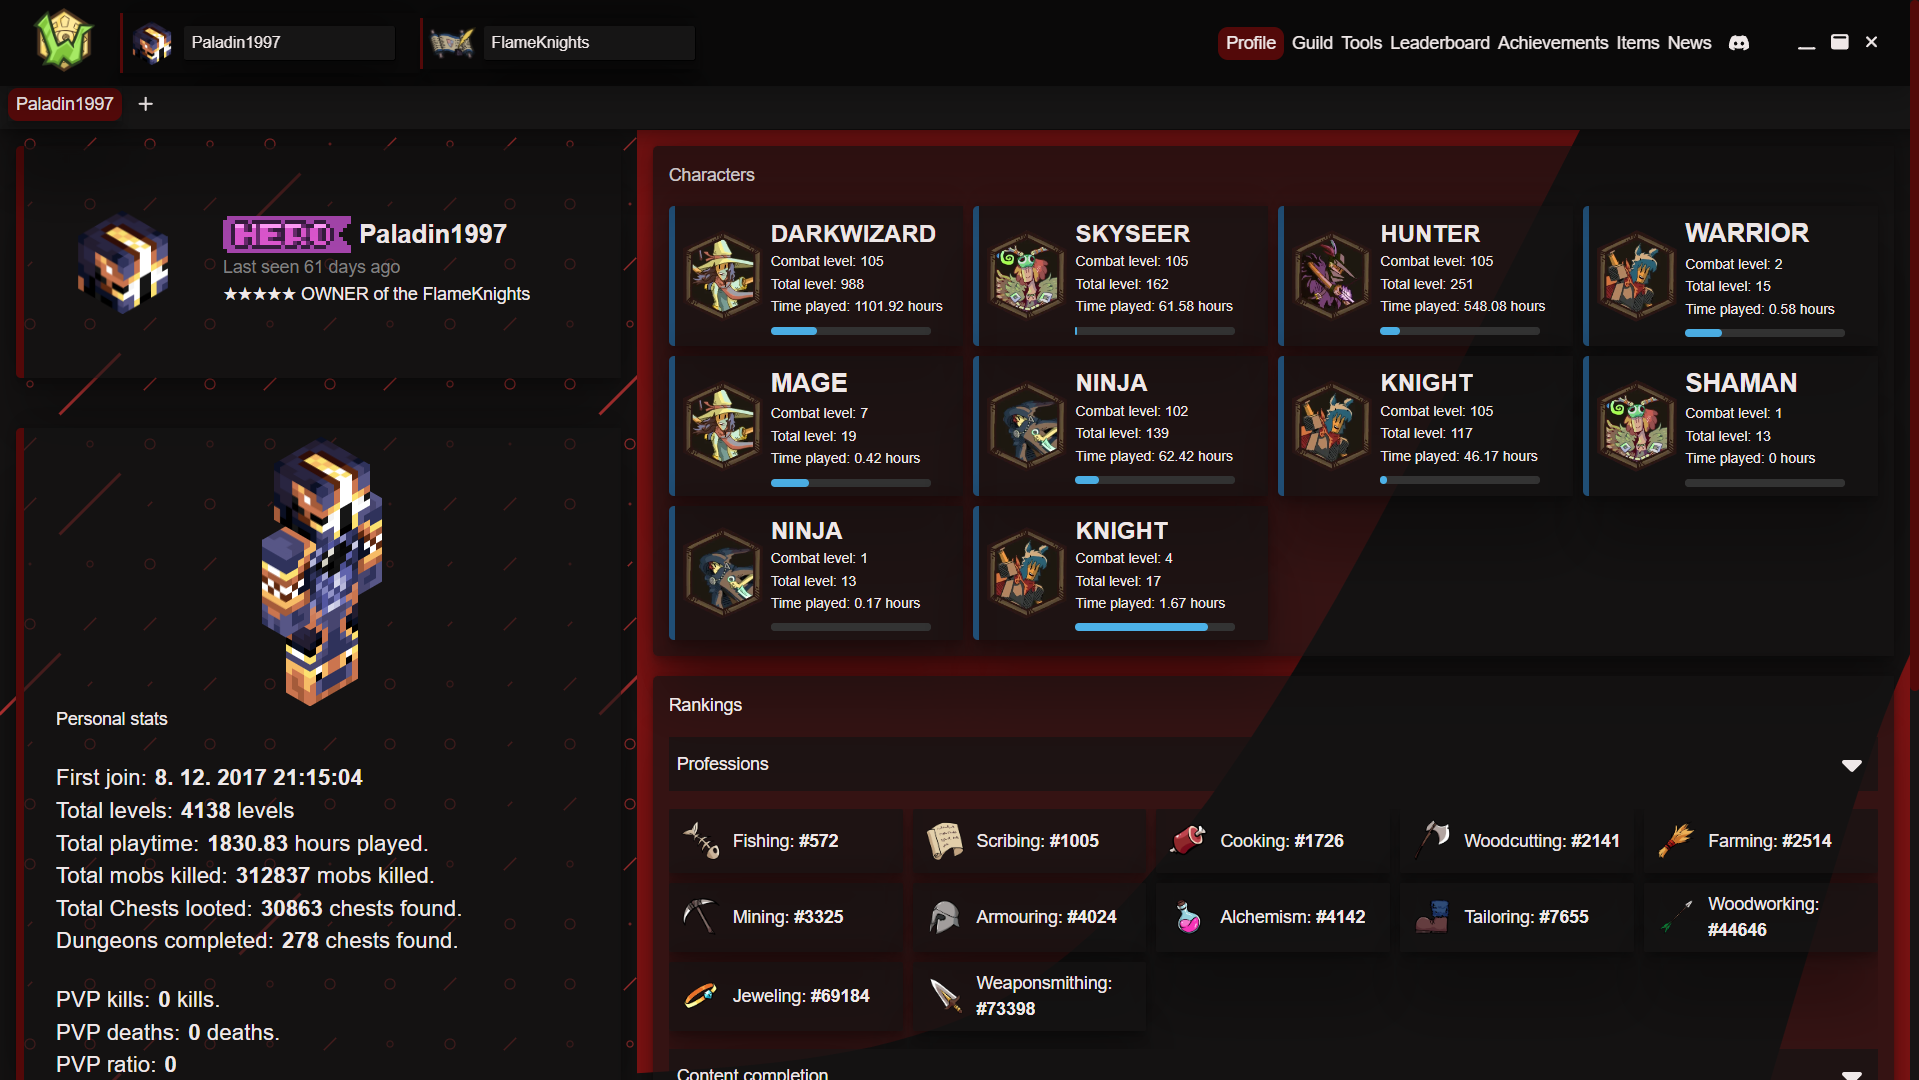 Paladin1997
FlameKnights
Profile Guild Tools Leaderboard Achievements Items News
Paladin1997 +
HERO Paladin1997
Last seen 61 days ago
★★★★★ OWNER of the FlameKnights
Personal stats
First join: 8. 12. 2017 21:15:04
Total levels: 4138 levels
Total playtime: 1830.83 hours played.
Total mobs killed: 312837 mobs killed.
Total Chests looted: 30863 chests found.
Dungeons completed: 278 chests found.
PVP kills: 0 kills.
PVP deaths: 0 deaths.
PVP ratio: 0
Characters
DARKWIZARD
Combat level: 105
Total level: 988
Time played: 1101.92 hours
SKYSEER
Combat level: 105
Total level: 162
Time played: 61.58 hours
HUNTER
Combat level: 105
Total level: 251
Time played: 548.08 hours
WARRIOR
Combat level: 2
Total level: 15
Time played: 0.58 hours
MAGE
Combat level: 7
Total level: 19
Time played: 0.42 hours
NINJA
Combat level: 102
Total level: 139
Time played: 62.42 hours
KNIGHT
Combat level: 105
Total level: 117
Time played: 46.17 hours
SHAMAN
Combat level: 1
Total level: 13
Time played: 0 hours
NINJA
Combat level: 1
Total level: 13
Time played: 0.17 hours
KNIGHT
Combat level: 4
Total level: 17
Time played: 1.67 hours
Rankings
Professions
Fishing: #572
Scribing: #1005
Cooking: #1726
Woodcutting: #2141
Farming: #2514
Mining: #3325
Armouring: #4024
Alchemism: #4142
Tailoring: #7655
Woodworking:
#44646
Jeweling: #69184
Weaponsmithing:
#73398
Content completion